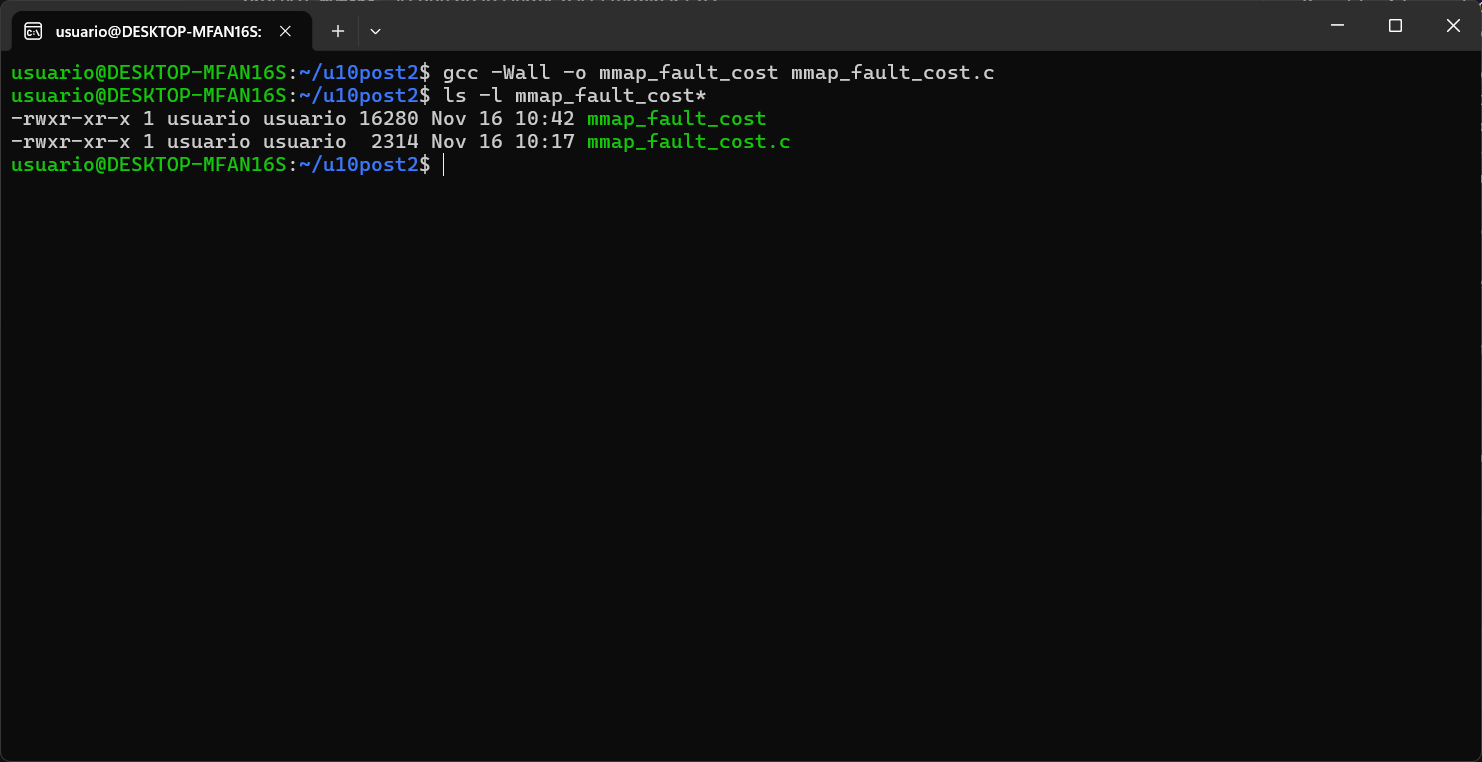 usuario@DESKTOP-MFAN16S:
usuario@DESKTOP-MFAN16S:~/u10post2$ gcc -Wall -o mmap_fault_cost mmap_fault_cost.c
usuario@DESKTOP-MFAN16S:~/u10post2$ ls -l mmap_fault_cost*
-rwxr-xr-x 1 usuario usuario 16280 Nov 16 10:42 mmap_fault_cost
-rwxr-xr-x 1 usuario usuario  2314 Nov 16 10:17 mmap_fault_cost.c
usuario@DESKTOP-MFAN16S:~/u10post2$